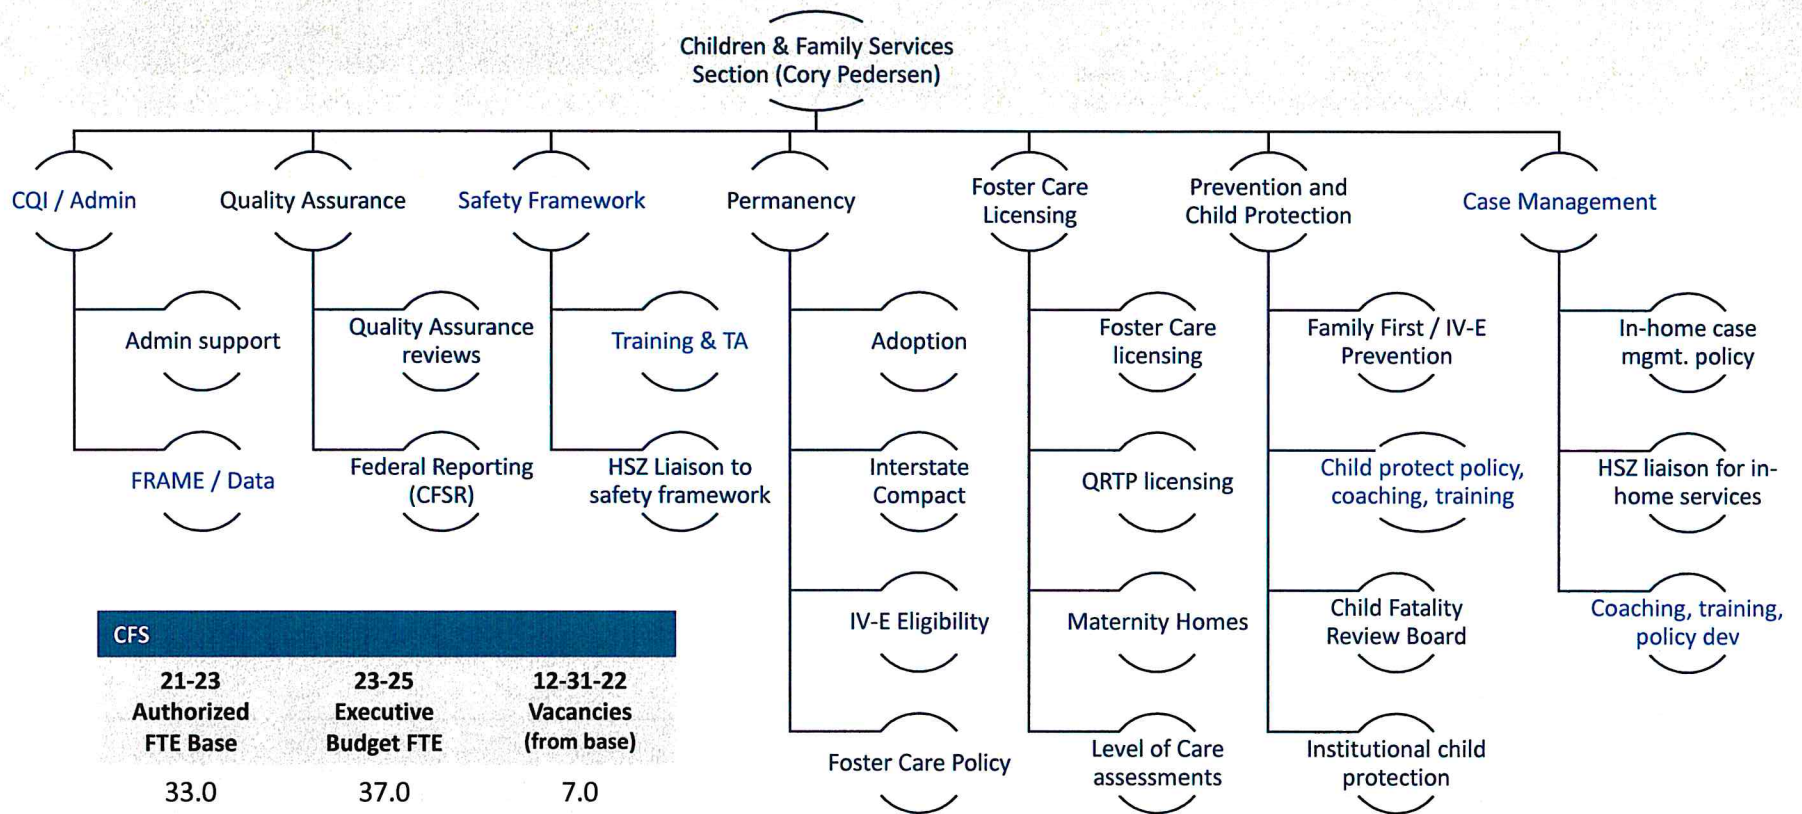 Children & Family Services
Section (Cory Pedersen)
CQI / Admin
Quality Assurance
Safety Framework
Permanency
Foster Care
Licensing
Prevention and
Child Protection
Case Management
Admin support
FRAME / Data
Quality Assurance
reviews
Federal Reporting
(CFSR)
Training & TA
HSZ Liaison to
safety framework
Adoption
Interstate
Compact
IV-E Eligibility
Foster Care Policy
Foster Care
licensing
QRTP licensing
Maternity Homes
Level of Care
assessments
Family First / IV-E
Prevention
Child protect policy,
coaching, training
Child Fatality
Review Board
Institutional child
protection
In-home case
mgmt. policy
HSZ liaison for in-
home services
Coaching, training,
policy dev
CFS
21-23
Authorized
FTE Base
23-25
Executive
Budget FTE
12-31-22
Vacancies
(from base)
33.0
37.0
7.0